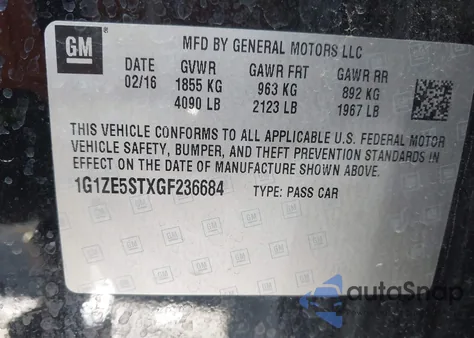 GM
MFD BY GENERAL MOTORS LLC
DATE GVWR GAWR FRT GAWR RR
02/16 1855 KG 963 KG 892 KG
4090 LB 2123 LB 1967 LB
THIS VEHICLE CONFORMS TO ALL APPLICABLE U.S. FEDERAL MOTOR
VEHICLE SAFETY, BUMPER, AND THEFT PREVENTION STANDARDS IN
EFFECT ON THE DATE OF MANUFACTURE SHOWN ABOVE.
1G1ZE5STXGF236684 TYPE: PASS CAR
autoSnap